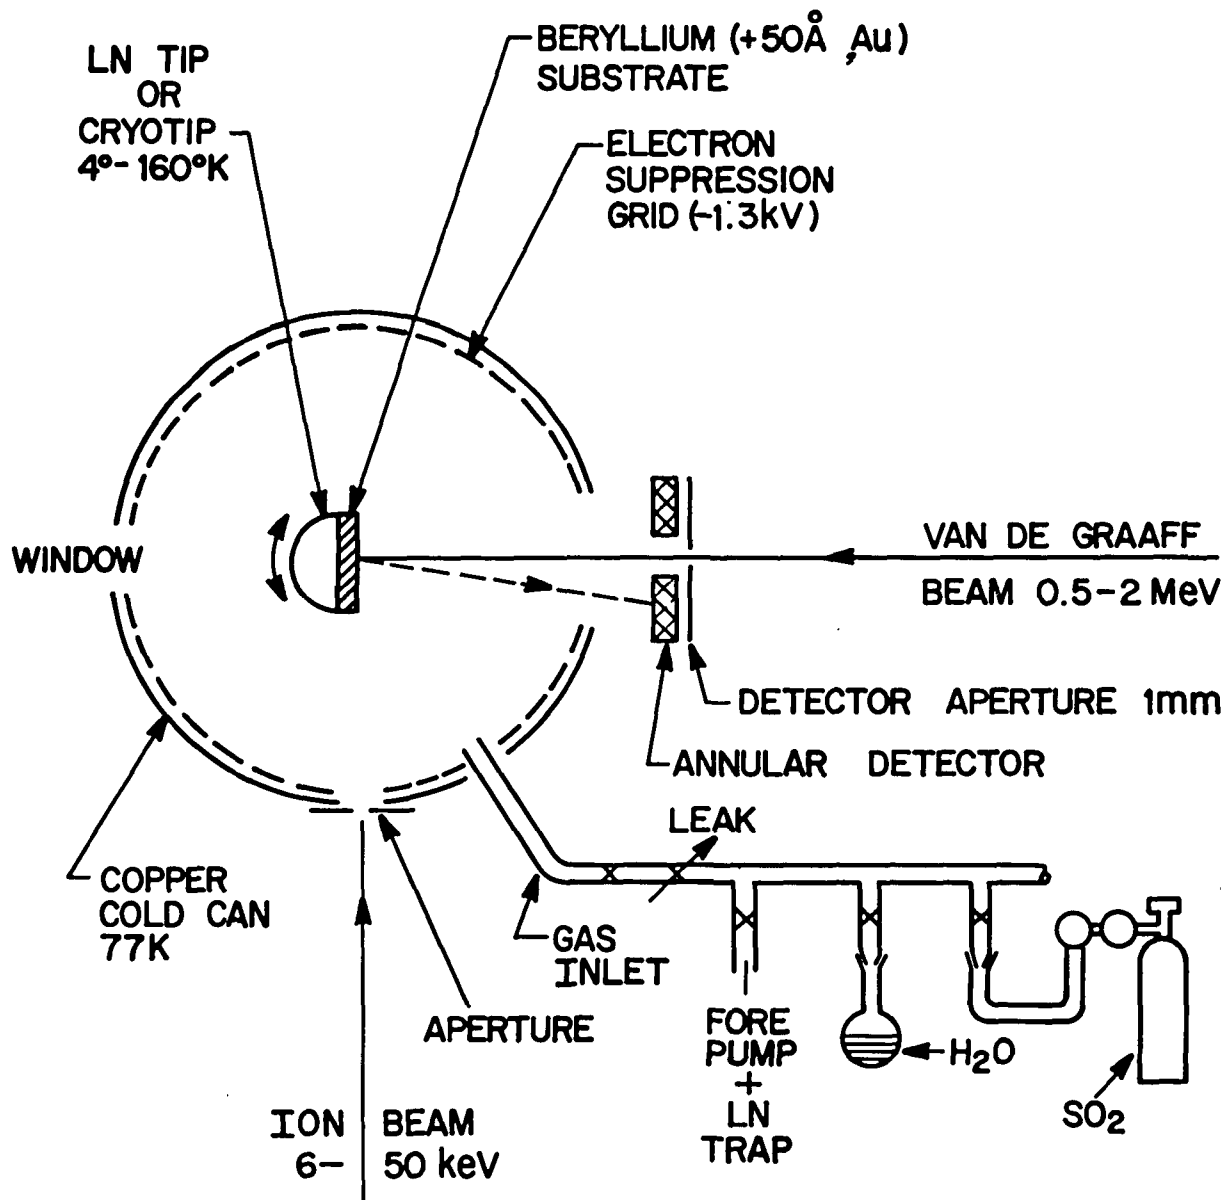 LN TIP
OR
CRYOTIP
4°-160°K
BERYLLIUM (+50Å, Au)
SUBSTRATE
ELECTRON
SUPPRESSION
GRID (-1.3kV)
WINDOW
VAN DE GRAAFF
BEAM 0.5-2 MeV
DETECTOR APERTURE 1mm
ANNULAR DETECTOR
LEAK
COPPER
COLD CAN
77K
GAS
INLET
APERTURE
FORE
PUMP
+
LN
TRAP
H₂O
SO₂
ION BEAM
6- 50 keV